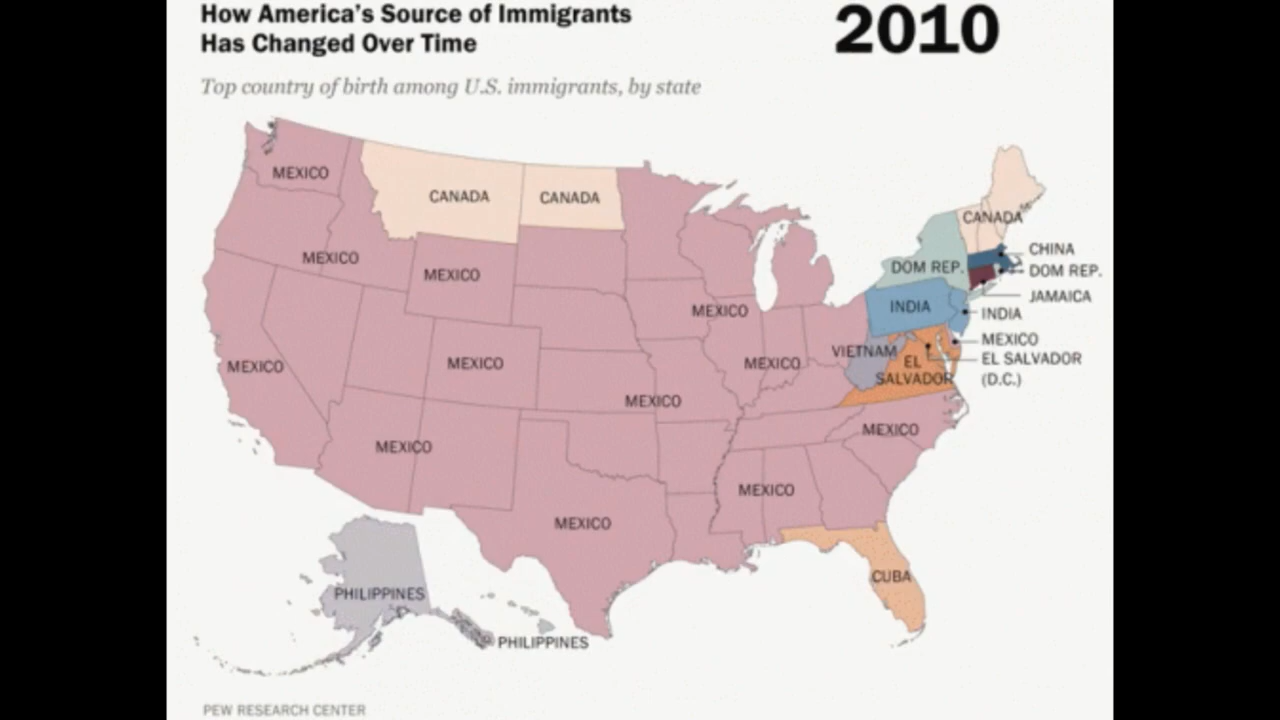 How America's Source of Immigrants
Has Changed Over Time
2010
Top country of birth among U.S. immigrants, by state
MEXICO
CANADA
CANADA
CANADA
MEXICO
MEXICO
DOM REP.
CHINA
DOM REP.
JAMAICA
MEXICO
INDIA
INDIA
MEXICO
MEXICO
MEXICO
VIETNAM
EL
SALVADOR
MEXICO
EL SALVADOR
(D.C.)
MEXICO
MEXICO
MEXICO
MEXICO
MEXICO
MEXICO
CUBA
PHILIPPINES
PHILIPPINES
PEW RESEARCH CENTER